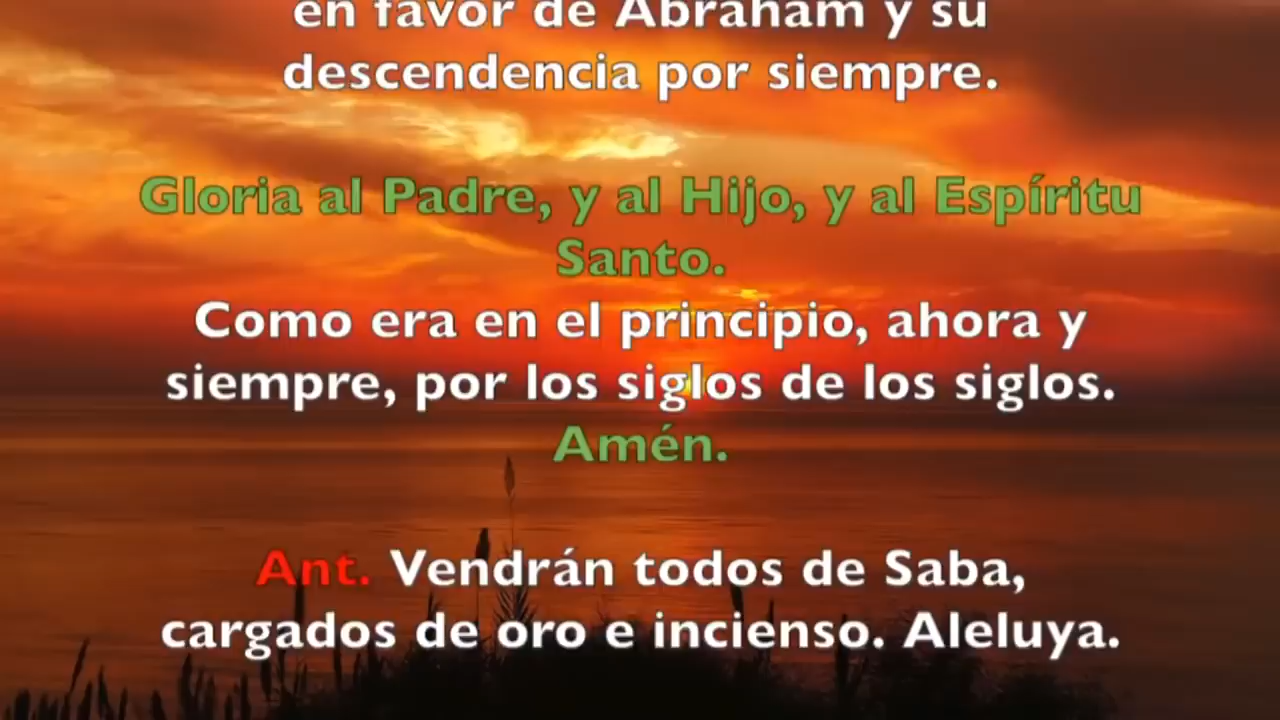 en favor de Abraham y su
descendencia por siempre.
Gloria al Padre, y al Hijo, y al Espíritu
Santo.
Como era en el principio, ahora y
siempre, por los siglos de los siglos.
Amén.
Ant. Vendrán todos de Saba,
cargados de oro e incienso. Aleluya.